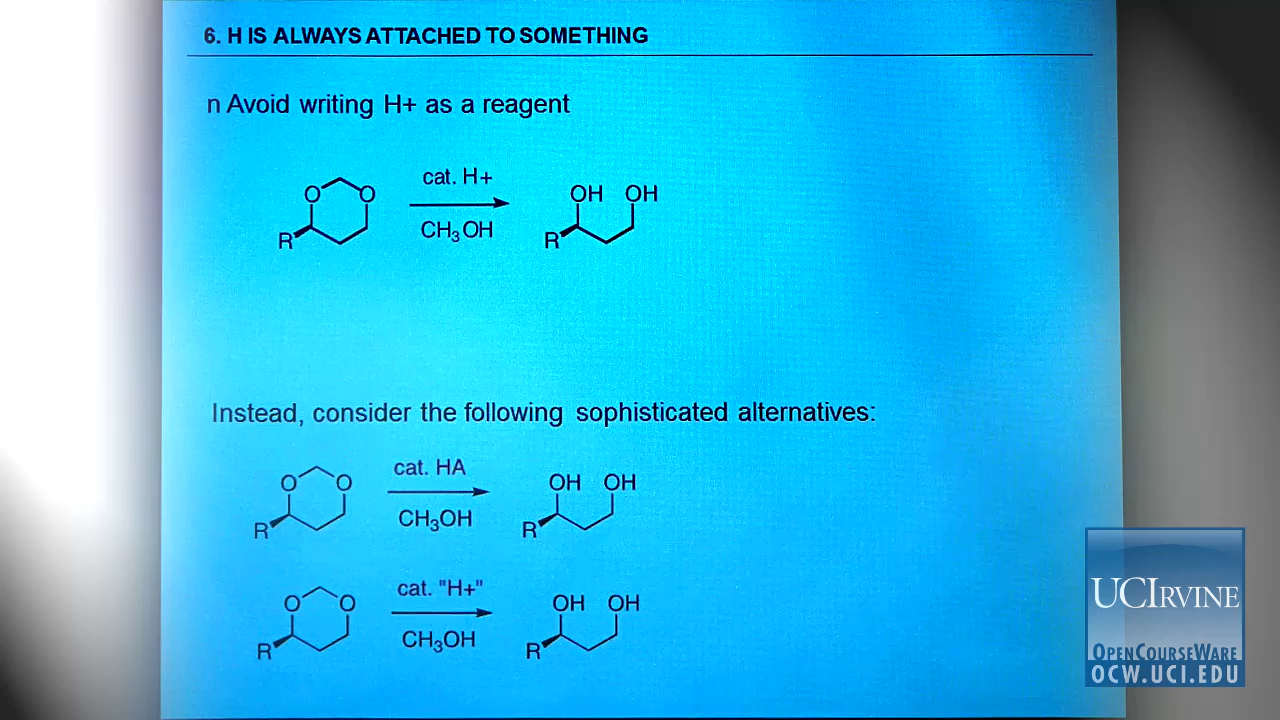 6. H IS ALWAYS ATTACHED TO SOMETHING
n Avoid writing H+ as a reagent
O O R
cat. H+
CH3OH
OH OH
R
Instead, consider the following sophisticated alternatives:
O O R
cat. HA
CH3OH
OH OH
R
O O R
cat. "H+"
CH3OH
OH OH
R
UCIRVINE
OPENCOURSEWARE
OCW.UCI.EDU